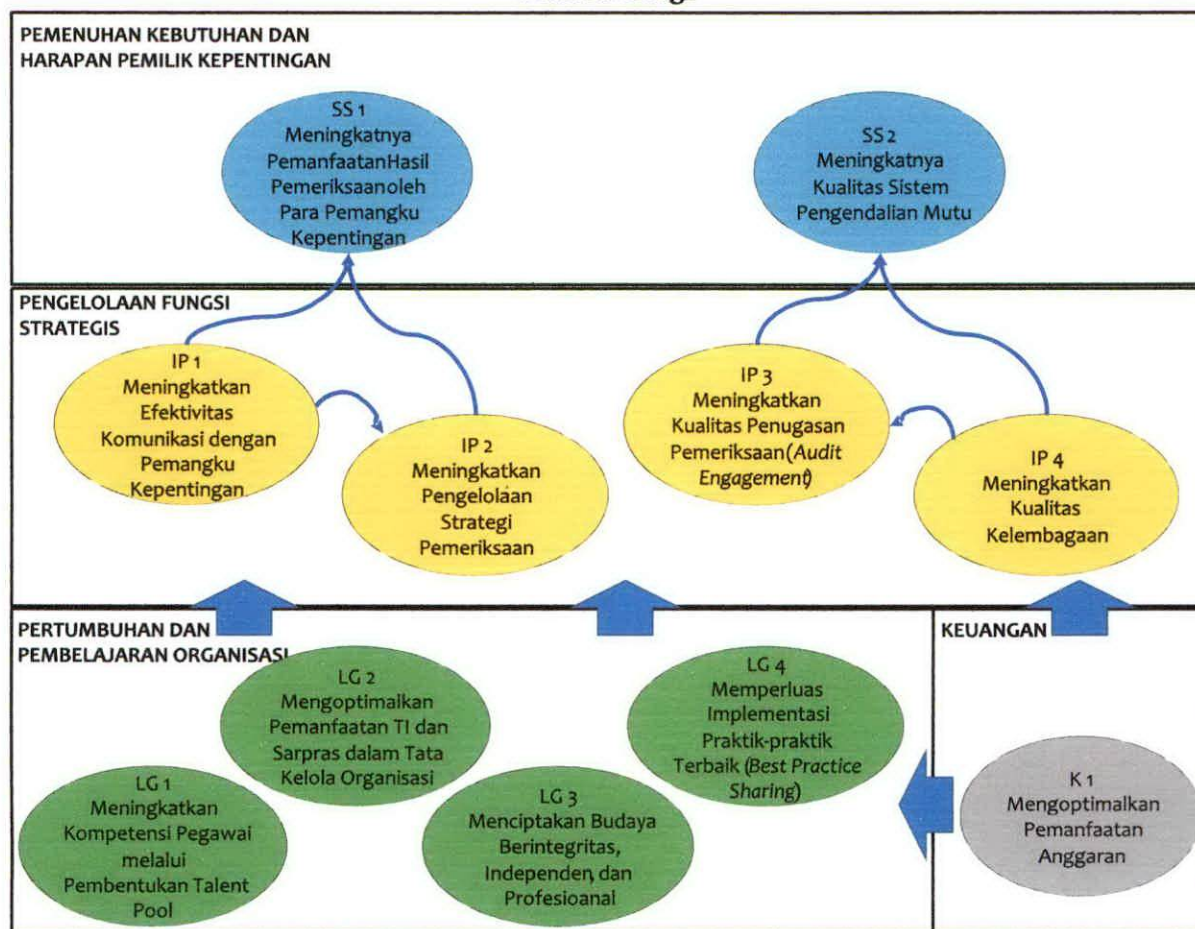 PEMENUHAN KEBUTUHAN DAN
HARAPAN PEMILIK KEPENTINGAN
SS 1
Meningkatnya
PemanfaatanHasil
Pemeriksaanoleh
Para Pemangku
Kepentingan
SS 2
Meningkatnya
Kualitas Sistem
Pengendalian Mutu
PENGELOLAAN FUNGSI
STRATEGIS
IP 1
Meningkatkan
Efektivitas
Komunikasi dengan
Pemangku
Kepentingan
IP 2
Meningkatkan
Pengelolaan
Strategi
Pemeriksaan
IP 3
Meningkatkan
Kualitas Penugasan
Pemeriksaan(Audit
Engagement)
IP 4
Meningkatkan
Kualitas
Kelembagaan
PERTUMBUHAN DAN
PEMBELAJARAN ORGANISASI
LG 1
Meningkatkan
Kompetensi Pegawai
melalui
Pembentukan Talent
Pool
LG 2
Mengoptimalkan
Pemanfaatan TI dan
Sarpras dalam Tata
Kelola Organisasi
LG 3
Menciptakan Budaya
Berintegritas,
Independen, dan
Profesioanal
LG 4
Memperluas
Implementasi
Praktik-praktik
Terbaik (Best Practice
Sharing)
KEUANGAN
K 1
Mengoptimalkan
Pemanfaatan
Anggaran